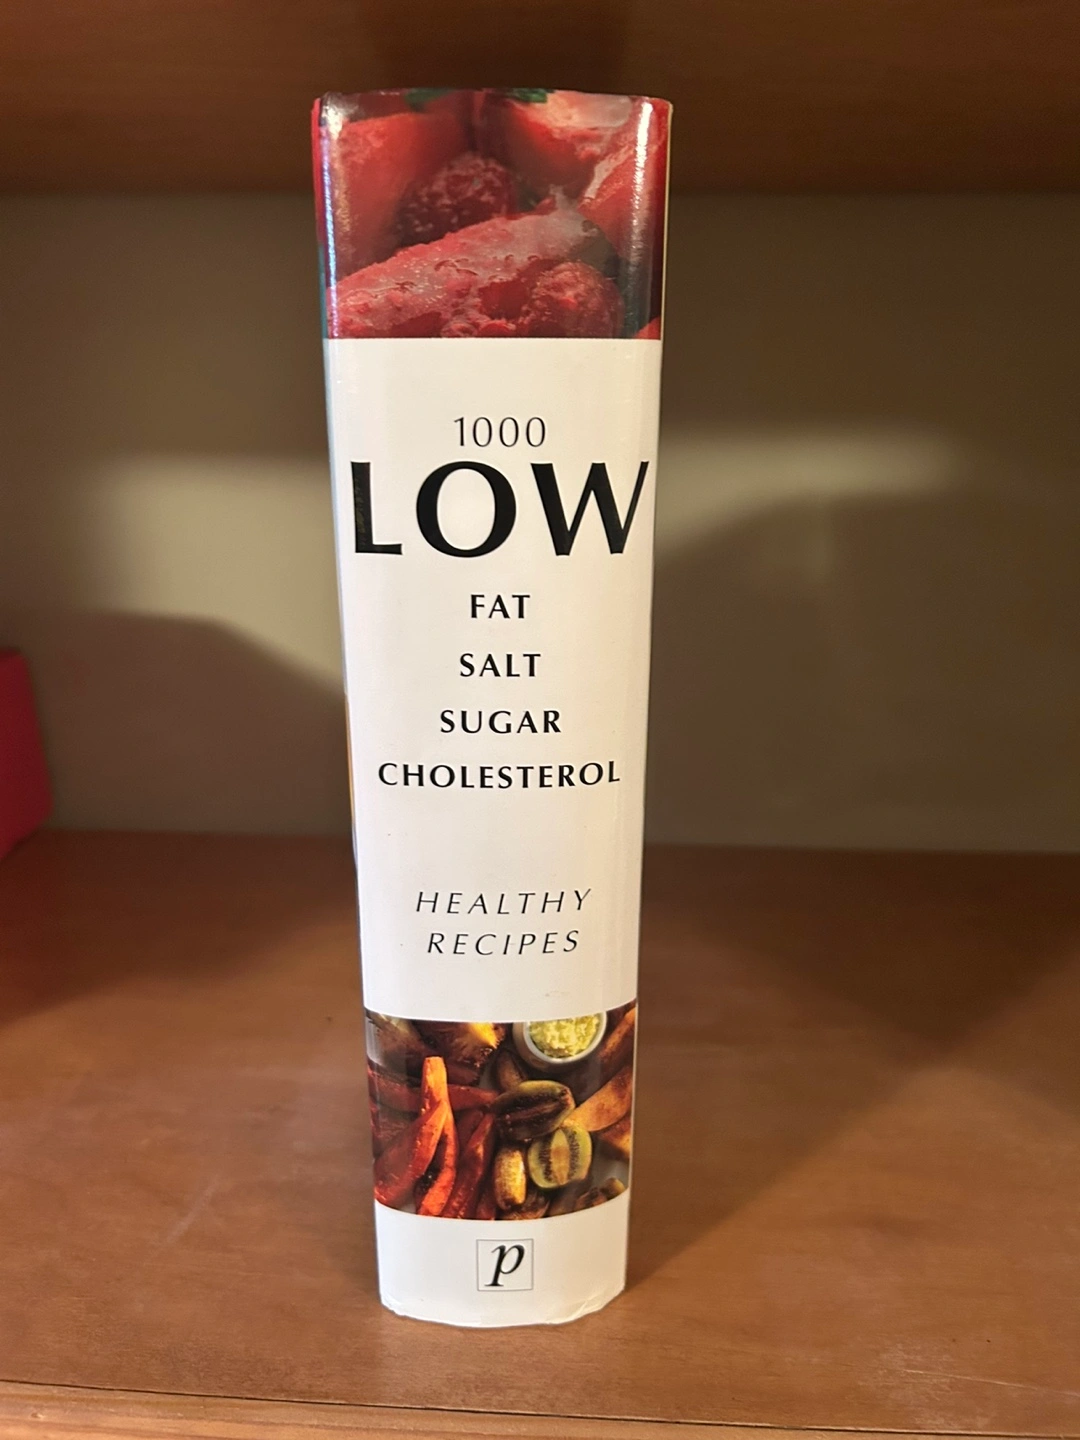 1000
LOW
FAT
SALT
SUGAR
CHOLESTEROL
HEALTHY
RECIPES
p